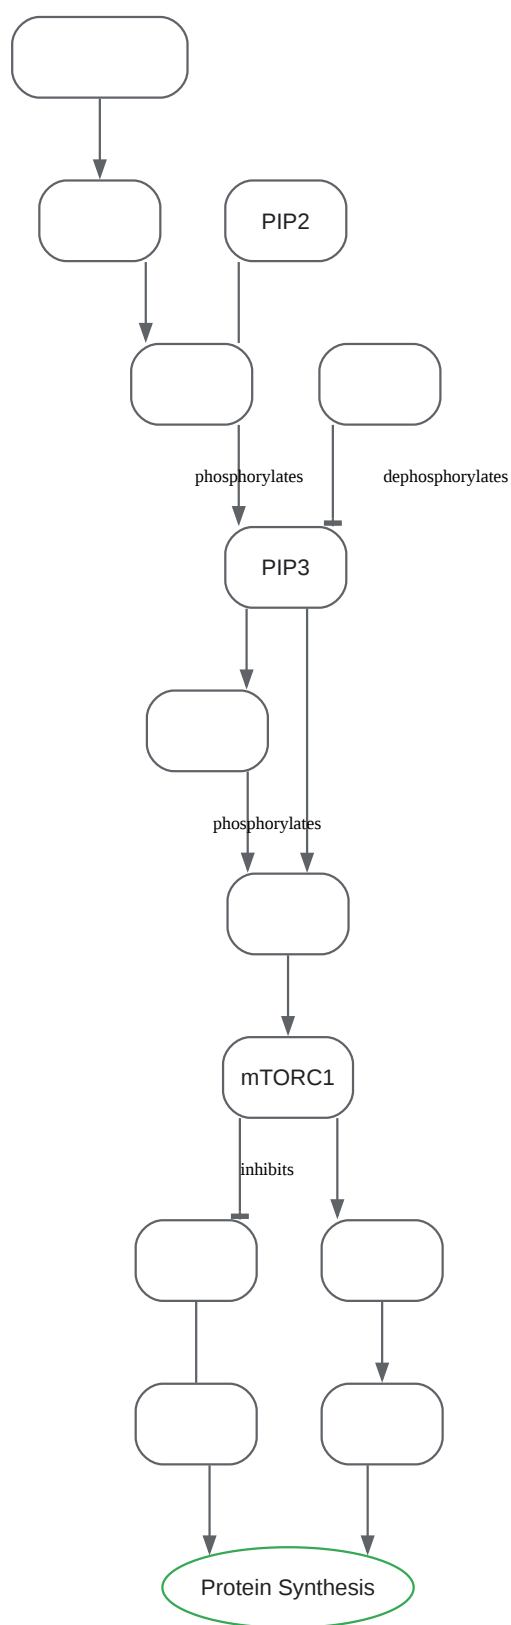 PIP2
phosphorylates
dephosphorylates
PIP3
phosphorylates
mTORC1
inhibits
Protein Synthesis